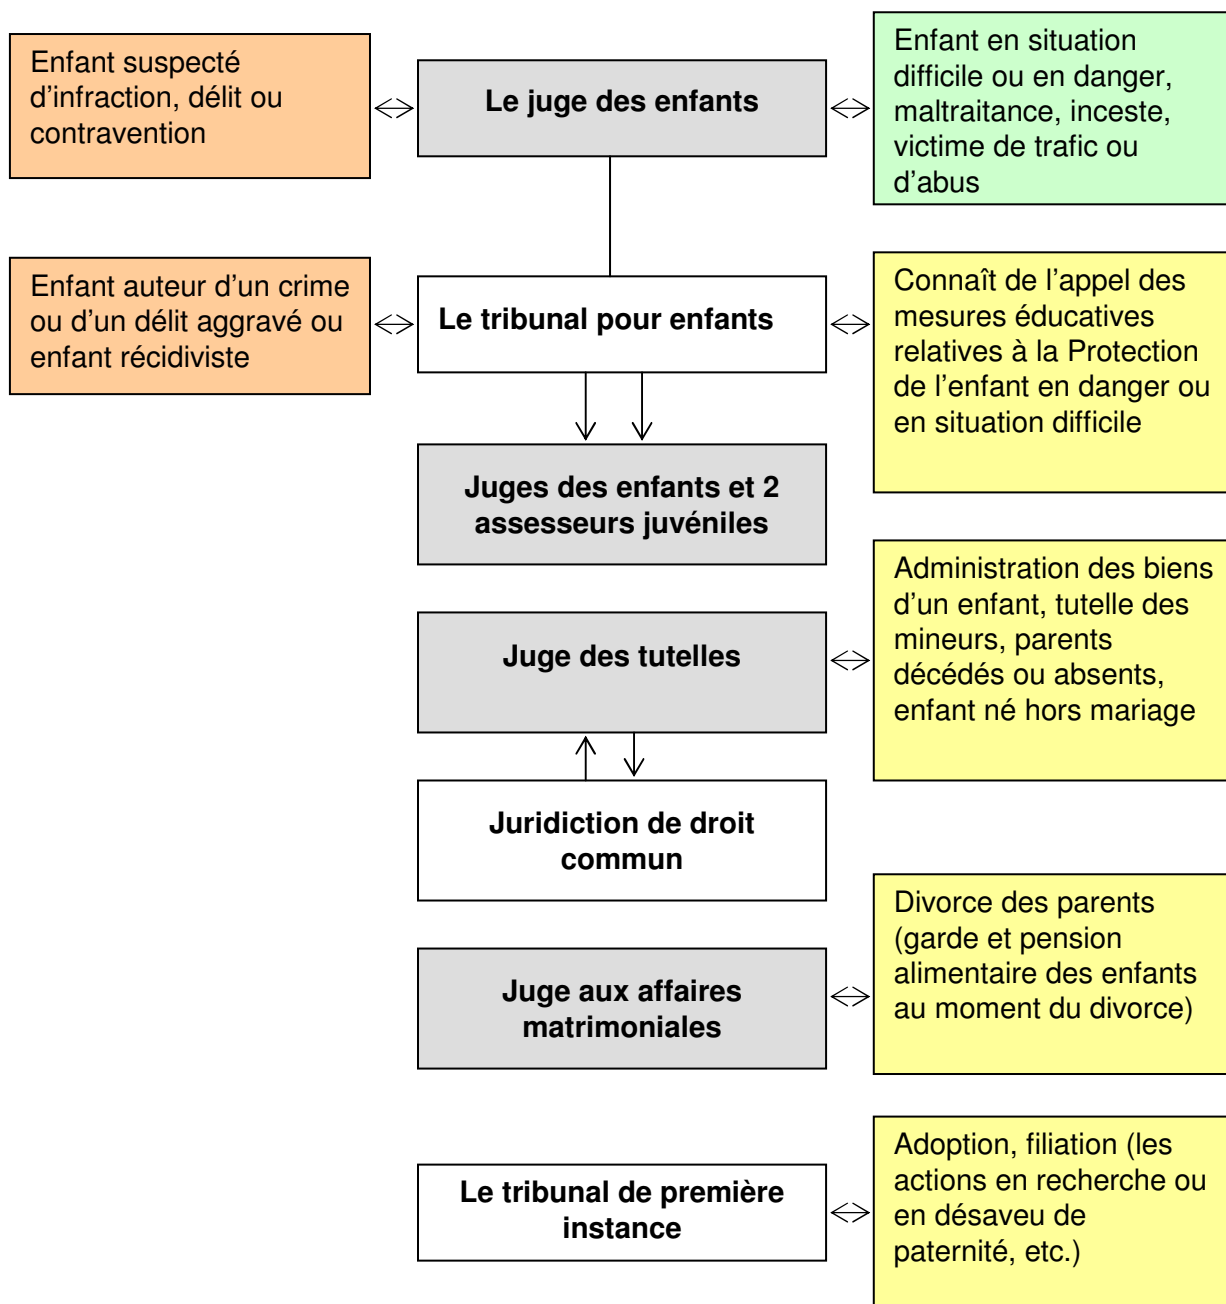 Enfant suspecté
d’infraction, délit ou
contravention
Le juge des enfants
Enfant en situation
difficile ou en danger,
maltraitance, inceste,
victime de trafic ou
d’abus
Enfant auteur d’un crime
ou d’un délit aggravé ou
enfant récidiviste
Le tribunal pour enfants
Connaît de l’appel des
mesures éducatives
relatives à la Protection
de l’enfant en danger ou
en situation difficile
Juges des enfants et 2
assesseurs juvéniles
Juge des tutelles
Administration des biens
d’un enfant, tutelle des
mineurs, parents
décédés ou absents,
enfant né hors mariage
Juridiction de droit
commun
Juge aux affaires
matrimoniales
Divorce des parents
(garde et pension
alimentaire des enfants
au moment du divorce)
Le tribunal de première
instance
Adoption, filiation (les
actions en recherche ou
en désaveu de
paternité, etc.)